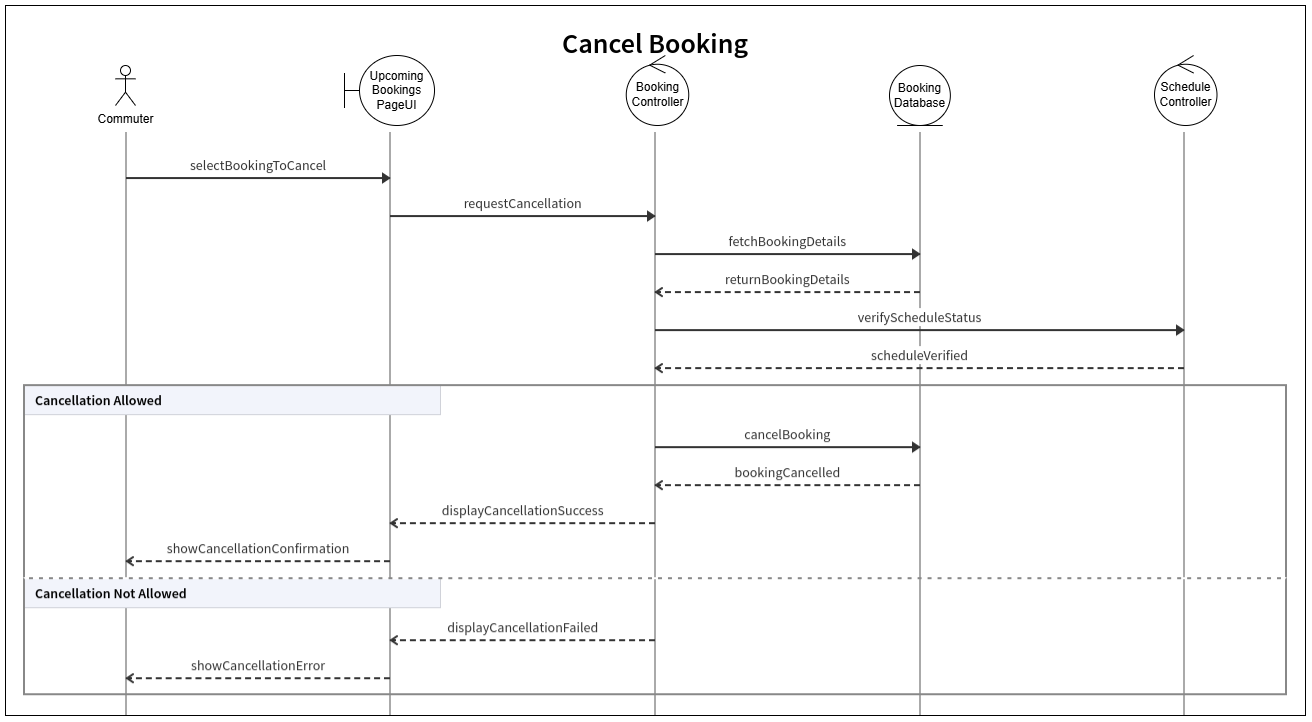 Cancel Booking
Commuter
Upcoming
Bookings
PageUI
Booking
Controller
Booking
Database
Schedule
Controller
selectBookingToCancel
requestCancellation
fetchBookingDetails
returnBookingDetails
verifyScheduleStatus
scheduleVerified
Cancellation Allowed
cancelBooking
bookingCancelled
displayCancellationSuccess
showCancellationConfirmation
Cancellation Not Allowed
displayCancellationFailed
showCancellationError